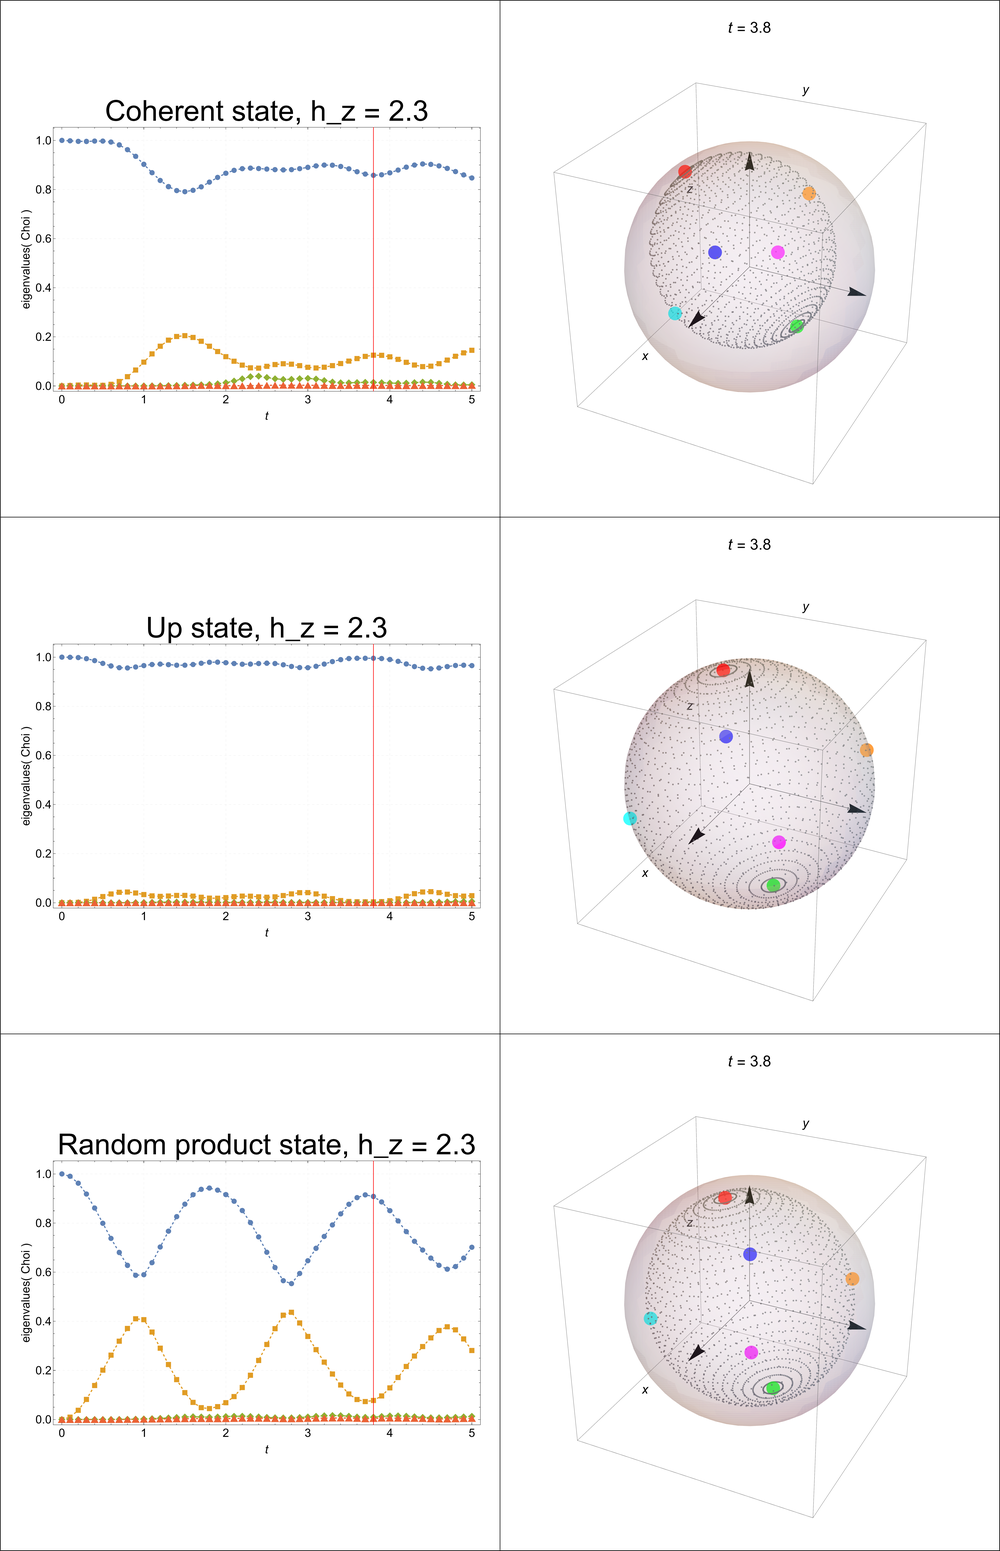 t = 3.8
Coherent state, h_z = 2.3
eigenvalues( Choi )
1.0
0.8
0.6
0.4
0.2
0.0
0 1 2 3 4 5
t
y
z
x
t = 3.8
Up state, h_z = 2.3
eigenvalues( Choi )
1.0
0.8
0.6
0.4
0.2
0.0
0 1 2 3 4 5
t
y
z
x
t = 3.8
Random product state, h_z = 2.3
eigenvalues( Choi )
1.0
0.8
0.6
0.4
0.2
0.0
0 1 2 3 4 5
t
y
z
x